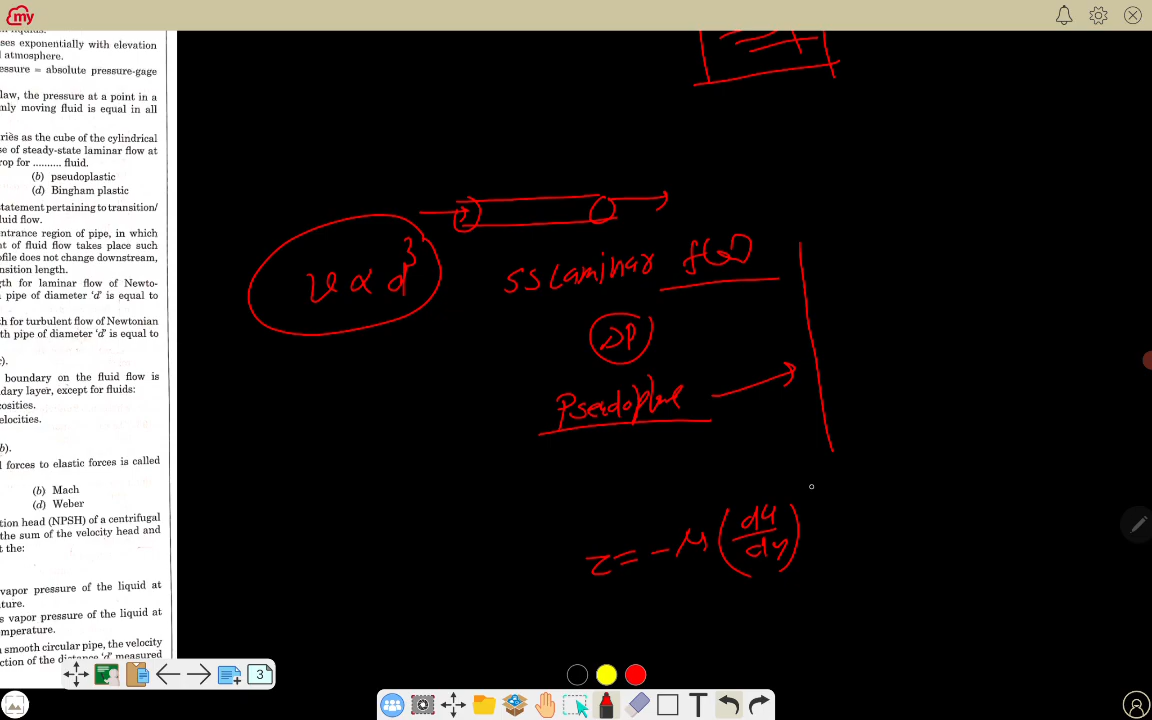 my
liquids.
ses exponentially with elevation
l atmosphere.
essure = absolute pressure-gage
law, the pressure at a point in a
mly moving fluid is equal in all
ries as the cube of the cylindrical
se of steady-state laminar flow at
rop for .......... fluid.
(b) pseudoplastic
(d) Bingham plastic
statement pertaining to transition/
luid flow.
entrance region of pipe, in which
nt of fluid flow takes place such
ofile does not change downstream,
nsition length.
gth for laminar flow of Newto-
pipe of diameter 'd' is equal to
th for turbulent flow of Newtonian
th pipe of diameter 'd' is equal to
c).
boundary on the fluid flow is
dary layer, except for fluids:
cosities.
elocities.
b).
l forces to elastic forces is called
(b) Mach
(d) Weber
tion head (NPSH) of a centrifugal
the sum of the velocity head and
t the:
vapor pressure of the liquid at
ture.
s vapor pressure of the liquid at
mperature.
smooth circular pipe, the velocity
ction of the distance 'd' measured
v ∝ d³
SS Laminar flow
ΔP
τ = -μ (du/dy)
3
T